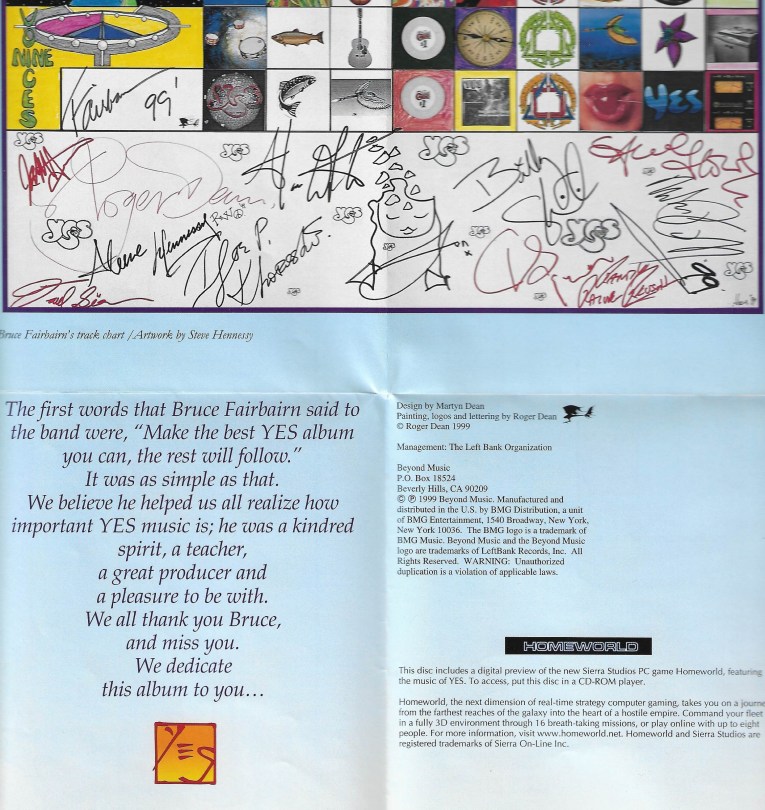 VOICES
NINE
YES
Fairbairn 99'
YES
YES
YES
YES
YES
YES
Steve Hennessy
Igor P.
Khoroshev.
Billy
Bruce Fairbairn's track chart / Artwork by Steve Hennessy
The first words that Bruce Fairbairn said to
the band were, “Make the best YES album
you can, the rest will follow.”
It was as simple as that.
We believe he helped us all realize how
important YES music is; he was a kindred
spirit, a teacher,
a great producer and
a pleasure to be with.
We all thank you Bruce,
and miss you.
We dedicate
this album to you…
YES
Design by Martyn Dean
Painting, logos and lettering by Roger Dean
© Roger Dean 1999
Management: The Left Bank Organization
Beyond Music
P.O. Box 18524
Beverly Hills, CA 90209
© ℗ 1999 Beyond Music. Manufactured and
distributed in the U.S. by BMG Distribution, a unit
of BMG Entertainment, 1540 Broadway, New York,
New York 10036. The BMG logo is a trademark of
BMG Music. Beyond Music and the Beyond Music
logo are trademarks of LeftBank Records, Inc. All
Rights Reserved. WARNING: Unauthorized
duplication is a violation of applicable laws.
HOMEWORLD
This disc includes a digital preview of the new Sierra Studios PC game Homeworld, featuring
the music of YES. To access, put this disc in a CD-ROM player.
Homeworld, the next dimension of real-time strategy computer gaming, takes you on a journe
from the farthest reaches of the galaxy into the heart of a hostile empire. Command your fleet
in a fully 3D environment through 16 breath-taking missions, or play online with up to eight
people. For more information, visit www.homeworld.net. Homeworld and Sierra Studios are
registered trademarks of Sierra On-Line Inc.